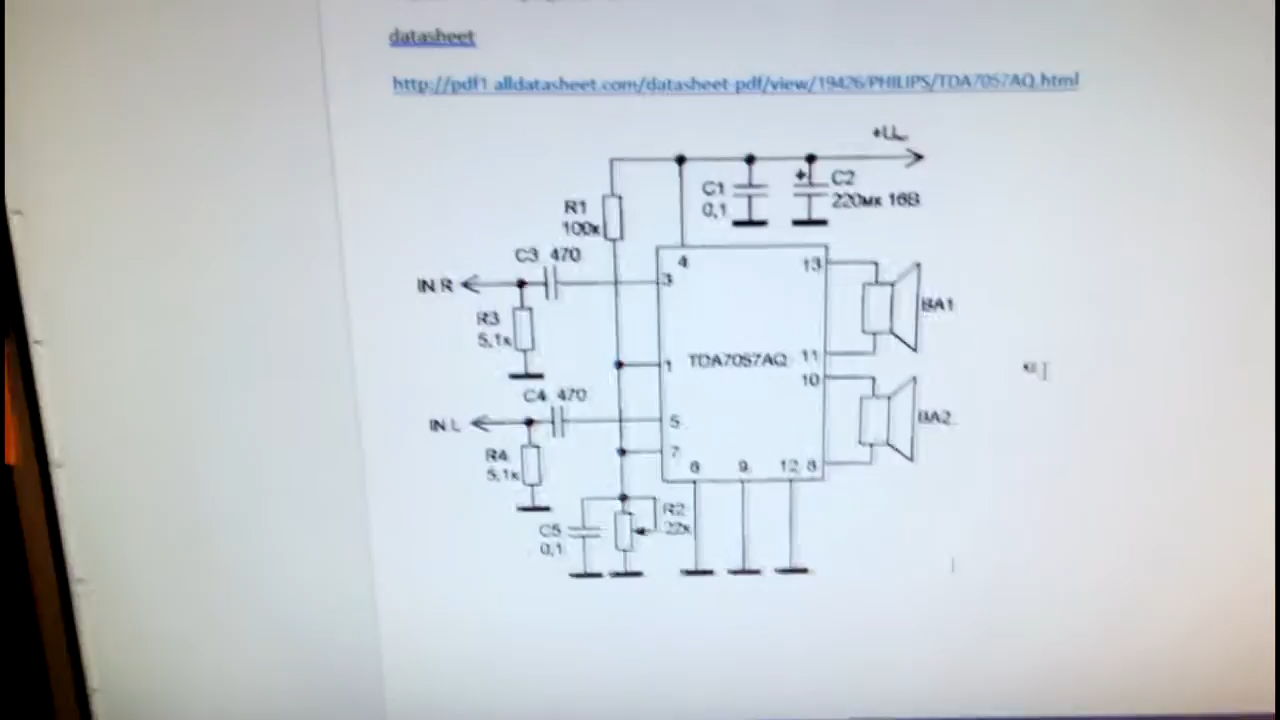 datasheet
http://pdf1.alldatasheet.com/datasheet-pdf/view/19426/PHILIPS/TDA7057AQ.html
C1
0,1
C2
220мк 16В
R1
100к
C3 470
4
13
IN R
3
R3
5,1к
BA1
1
TDA7057AQ
11
10
C4 470
IN L
5
BA2
R4
5,1к
7
6
9
12
8
R2
22к
C5
0,1